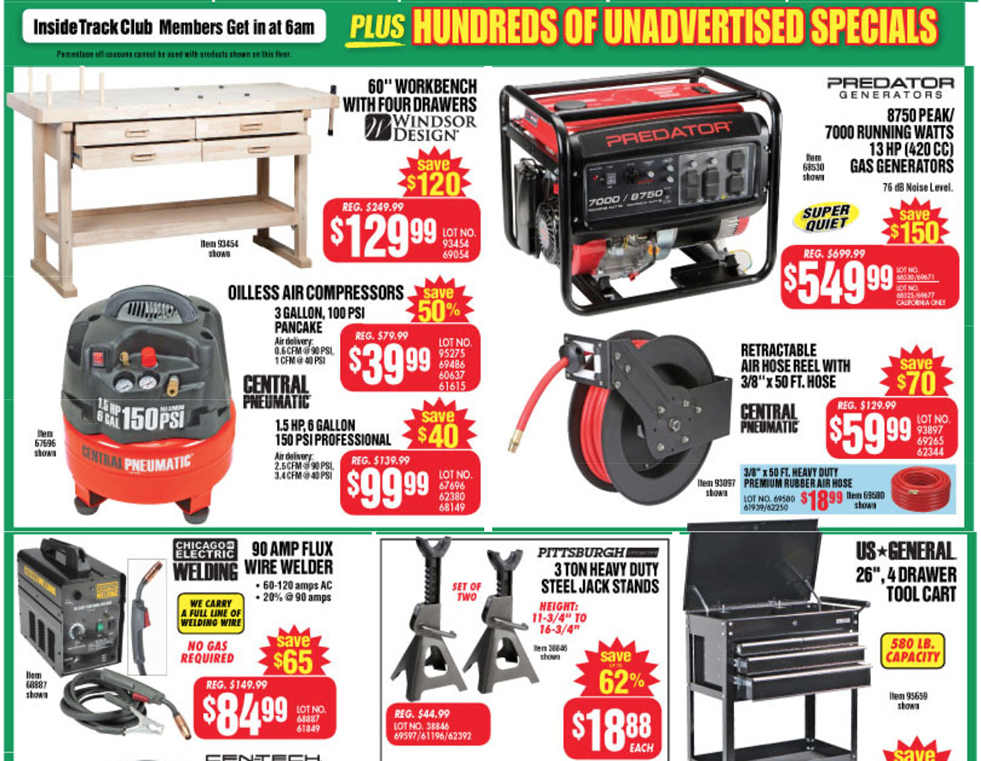 InsideTrackClub Members Get in at 6am
Percentage off coupons cannot be used with products shown on this flyer.
PLUS HUNDREDS OF UNADVERTISED SPECIALS
60" WORKBENCH
WITH FOUR DRAWERS
WINDSOR
DESIGN
save
$120
REG. $249.99
$129.99
LOT NO.
93454
69054
Item 93454
shown
PREDATOR
GENERATORS
8750 PEAK/
7000 RUNNING WATTS
13 HP (420 CC)
GAS GENERATORS
76 dB Noise Level.
Item
68530
shown
PREDATOR
7000 / 8750
SUPER
QUIET
save
$150
REG. $699.99
$549.99
LOT NO.
68530/69671
LOT NO.
68525/69677
CALIFORNIA ONLY
OILLESS AIR COMPRESSORS
3 GALLON, 100 PSI
PANCAKE
Air delivery:
0.6 CFM @ 90 PSI,
1 CFM @ 40 PSI
save
50%
REG. $79.99
$39.99
LOT NO.
95275
69486
60637
61615
CENTRAL
PNEUMATIC
1.5 HP, 6 GALLON
150 PSI PROFESSIONAL
Air delivery:
2.5 CFM @ 90 PSI,
3.4 CFM @ 40 PSI
save
$40
REG. $139.99
$99.99
LOT NO.
67696
62380
68149
Item
67696
shown
1.5 HP
6 GAL
150 PSI
MAXIMUM
CENTRAL PNEUMATIC
RETRACTABLE
AIR HOSE REEL WITH
3/8" x 50 FT. HOSE
CENTRAL
PNEUMATIC
save
$70
REG. $129.99
$59.99
LOT NO.
93897
69265
62344
Item 93897
shown
3/8" x 50 FT. HEAVY DUTY
PREMIUM RUBBER AIR HOSE
LOT NO. 69580
61939/62250
$18.99
Item 69580
shown
CHICAGO
ELECTRIC
WELDING
90 AMP FLUX
WIRE WELDER
• 60-120 amps AC
• 20% @ 90 amps
WE CARRY
A FULL LINE OF
WELDING WIRE
NO GAS
REQUIRED
save
$65
REG. $149.99
$84.99
LOT NO.
68887
61849
Item
68887
shown
PITTSBURGH
3 TON HEAVY DUTY
STEEL JACK STANDS
SET OF
TWO
HEIGHT:
11-3/4" TO
16-3/4"
Item 38846
shown
save
UP TO
62%
REG. $44.99
LOT NO. 38846
69597/61196/62392
$18.88
EACH
US★GENERAL
26", 4 DRAWER
TOOL CART
580 LB.
CAPACITY
Item 95659
shown
save
CEN-TECH